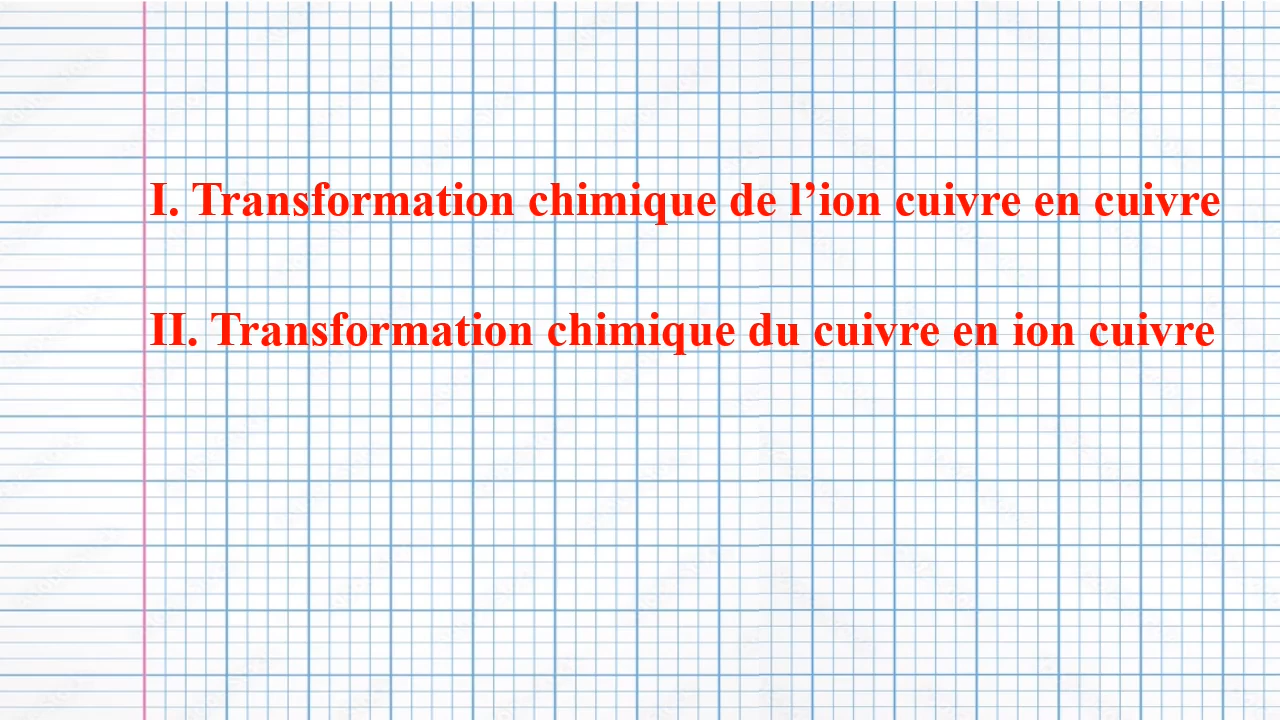 I. Transformation chimique de l’ion cuivre en cuivre
II. Transformation chimique du cuivre en ion cuivre